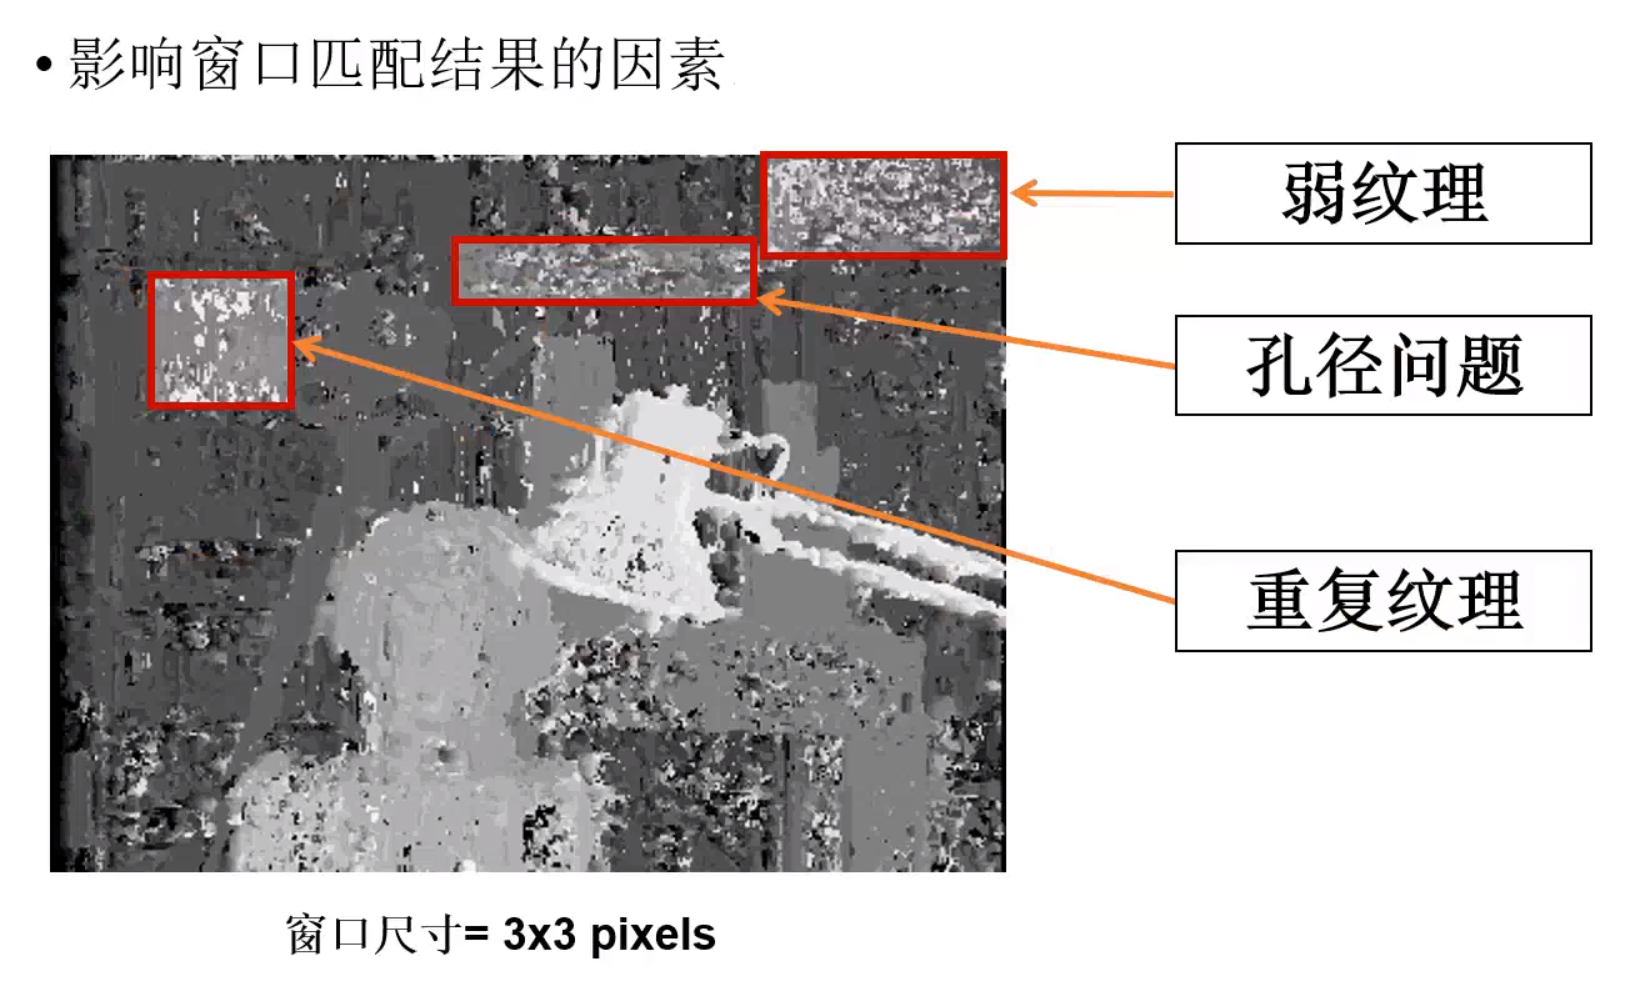 • 影响窗口匹配结果的因素
弱纹理
孔径问题
重复纹理
窗口尺寸= 3x3 pixels